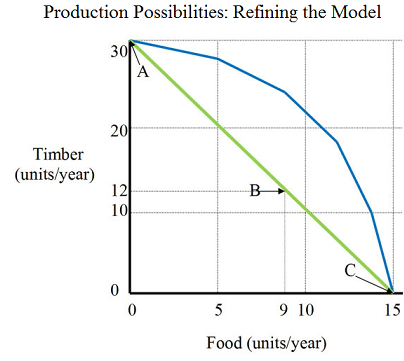 Production Possibilities: Refining the Model
30
A
20
Timber
(units/year)
12
B
10
C
0
0 5 9 10 15
Food (units/year)